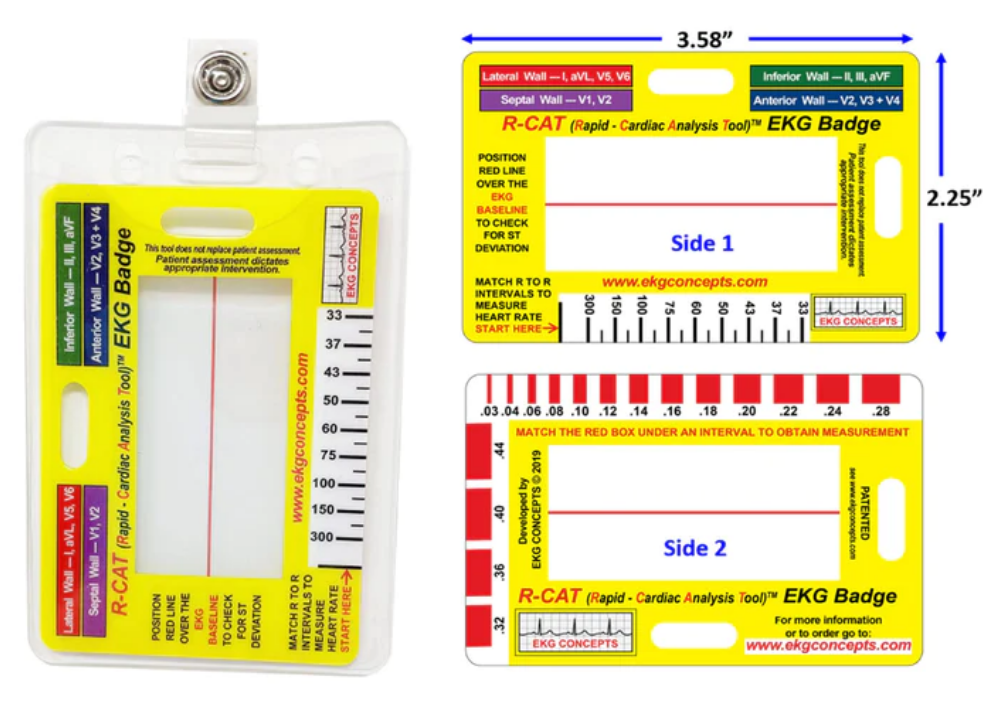 Inferior Wall — II, III, aVF
Anterior Wall — V2, V3 + V4
Lateral Wall — I, aVL, V5, V6
Septal Wall — V1, V2
R-CAT (Rapid - Cardiac Analysis Tool)™ EKG Badge
This tool does not replace patient assessment.
Patient assessment dictates
appropriate intervention.
EKG CONCEPTS
33
37
43
50
60
75
100
150
300
www.ekgconcepts.com
POSITION
RED LINE
OVER THE
EKG
BASELINE
TO CHECK
FOR ST
DEVIATION
MATCH R TO R
INTERVALS TO
MEASURE
HEART RATE
START HERE
3.58”
2.25”
Lateral Wall — I, aVL, V5, V6
Septal Wall — V1, V2
Inferior Wall — II, III, aVF
Anterior Wall — V2, V3 + V4
R-CAT (Rapid - Cardiac Analysis Tool)™ EKG Badge
POSITION
RED LINE
OVER THE
EKG
BASELINE
TO CHECK
FOR ST
DEVIATION
Side 1
This tool does not replace patient assessment.
Patient assessment dictates
appropriate intervention.
www.ekgconcepts.com
MATCH R TO R
INTERVALS TO
MEASURE
HEART RATE
START HERE
300 150 100 75 60 50 43 37 33
EKG CONCEPTS
.03 .04 .06 .08 .10 .12 .14 .16 .18 .20 .22 .24 .28
MATCH THE RED BOX UNDER AN INTERVAL TO OBTAIN MEASUREMENT
.44
.40
.36
.32
Developed by
EKG CONCEPTS © 2019
Side 2
PATENTED
see www.ekgconcepts.com
R-CAT (Rapid - Cardiac Analysis Tool)™ EKG Badge
EKG CONCEPTS
For more information
or to order go to:
www.ekgconcepts.com